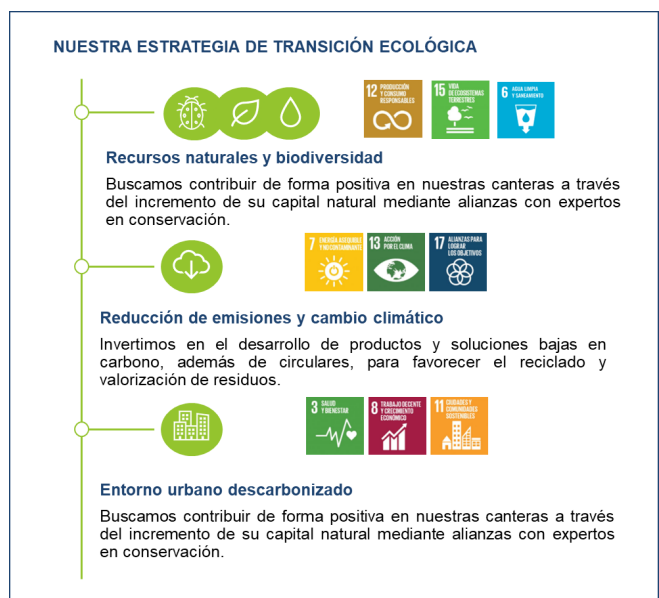 NUESTRA ESTRATEGIA DE TRANSICIÓN ECOLÓGICA
12 PRODUCCIÓN
Y CONSUMO
RESPONSABLES
15 VIDA
DE ECOSISTEMAS
TERRESTRES
6 AGUA LIMPIA
Y SANEAMIENTO
Recursos naturales y biodiversidad
Buscamos contribuir de forma positiva en nuestras canteras a través
del incremento de su capital natural mediante alianzas con expertos
en conservación.
7 ENERGÍA ASEQUIBLE
Y NO CONTAMINANTE
13 ACCIÓN
POR EL CLIMA
17 ALIANZAS PARA
LOGRAR
LOS OBJETIVOS
Reducción de emisiones y cambio climático
Invertimos en el desarrollo de productos y soluciones bajas en
carbono, además de circulares, para favorecer el reciclado y
valorización de residuos.
3 SALUD
Y BIENESTAR
8 TRABAJO DECENTE
Y CRECIMIENTO
ECONÓMICO
11 CIUDADES Y
COMUNIDADES
SOSTENIBLES
Entorno urbano descarbonizado
Buscamos contribuir de forma positiva en nuestras canteras a través
del incremento de su capital natural mediante alianzas con expertos
en conservación.